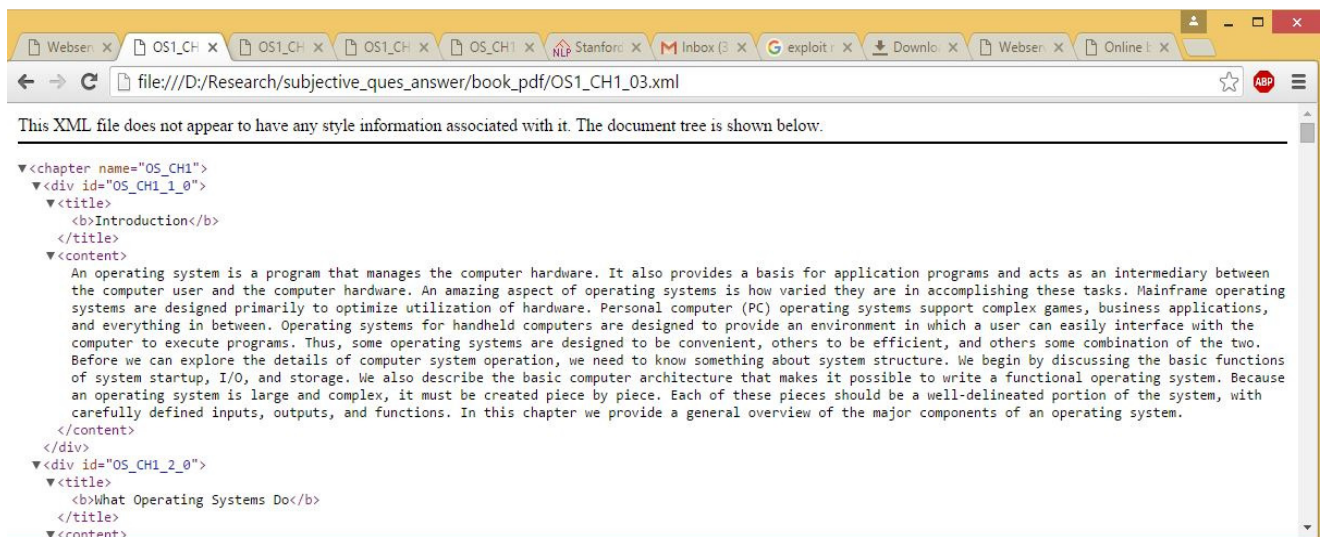 Webser OS1_CH OS1_CH OS1_CH OS_CH1 NLP Stanford Inbox (3 exploit r Downlo Webser Online b
file:///D:/Research/subjective_ques_answer/book_pdf/OS1_CH1_03.xml ABP
This XML file does not appear to have any style information associated with it. The document tree is shown below.
▼<chapter name="OS_CH1">
▼<div id="OS_CH1_1_0">
▼<title>
<b>Introduction</b>
</title>
▼<content>
An operating system is a program that manages the computer hardware. It also provides a basis for application programs and acts as an intermediary between
the computer user and the computer hardware. An amazing aspect of operating systems is how varied they are in accomplishing these tasks. Mainframe operating
systems are designed primarily to optimize utilization of hardware. Personal computer (PC) operating systems support complex games, business applications,
and everything in between. Operating systems for handheld computers are designed to provide an environment in which a user can easily interface with the
computer to execute programs. Thus, some operating systems are designed to be convenient, others to be efficient, and others some combination of the two.
Before we can explore the details of computer system operation, we need to know something about system structure. We begin by discussing the basic functions
of system startup, I/O, and storage. We also describe the basic computer architecture that makes it possible to write a functional operating system. Because
an operating system is large and complex, it must be created piece by piece. Each of these pieces should be a well-delineated portion of the system, with
carefully defined inputs, outputs, and functions. In this chapter we provide a general overview of the major components of an operating system.
</content>
</div>
▼<div id="OS_CH1_2_0">
▼<title>
<b>What Operating Systems Do</b>
</title>
▼<content>